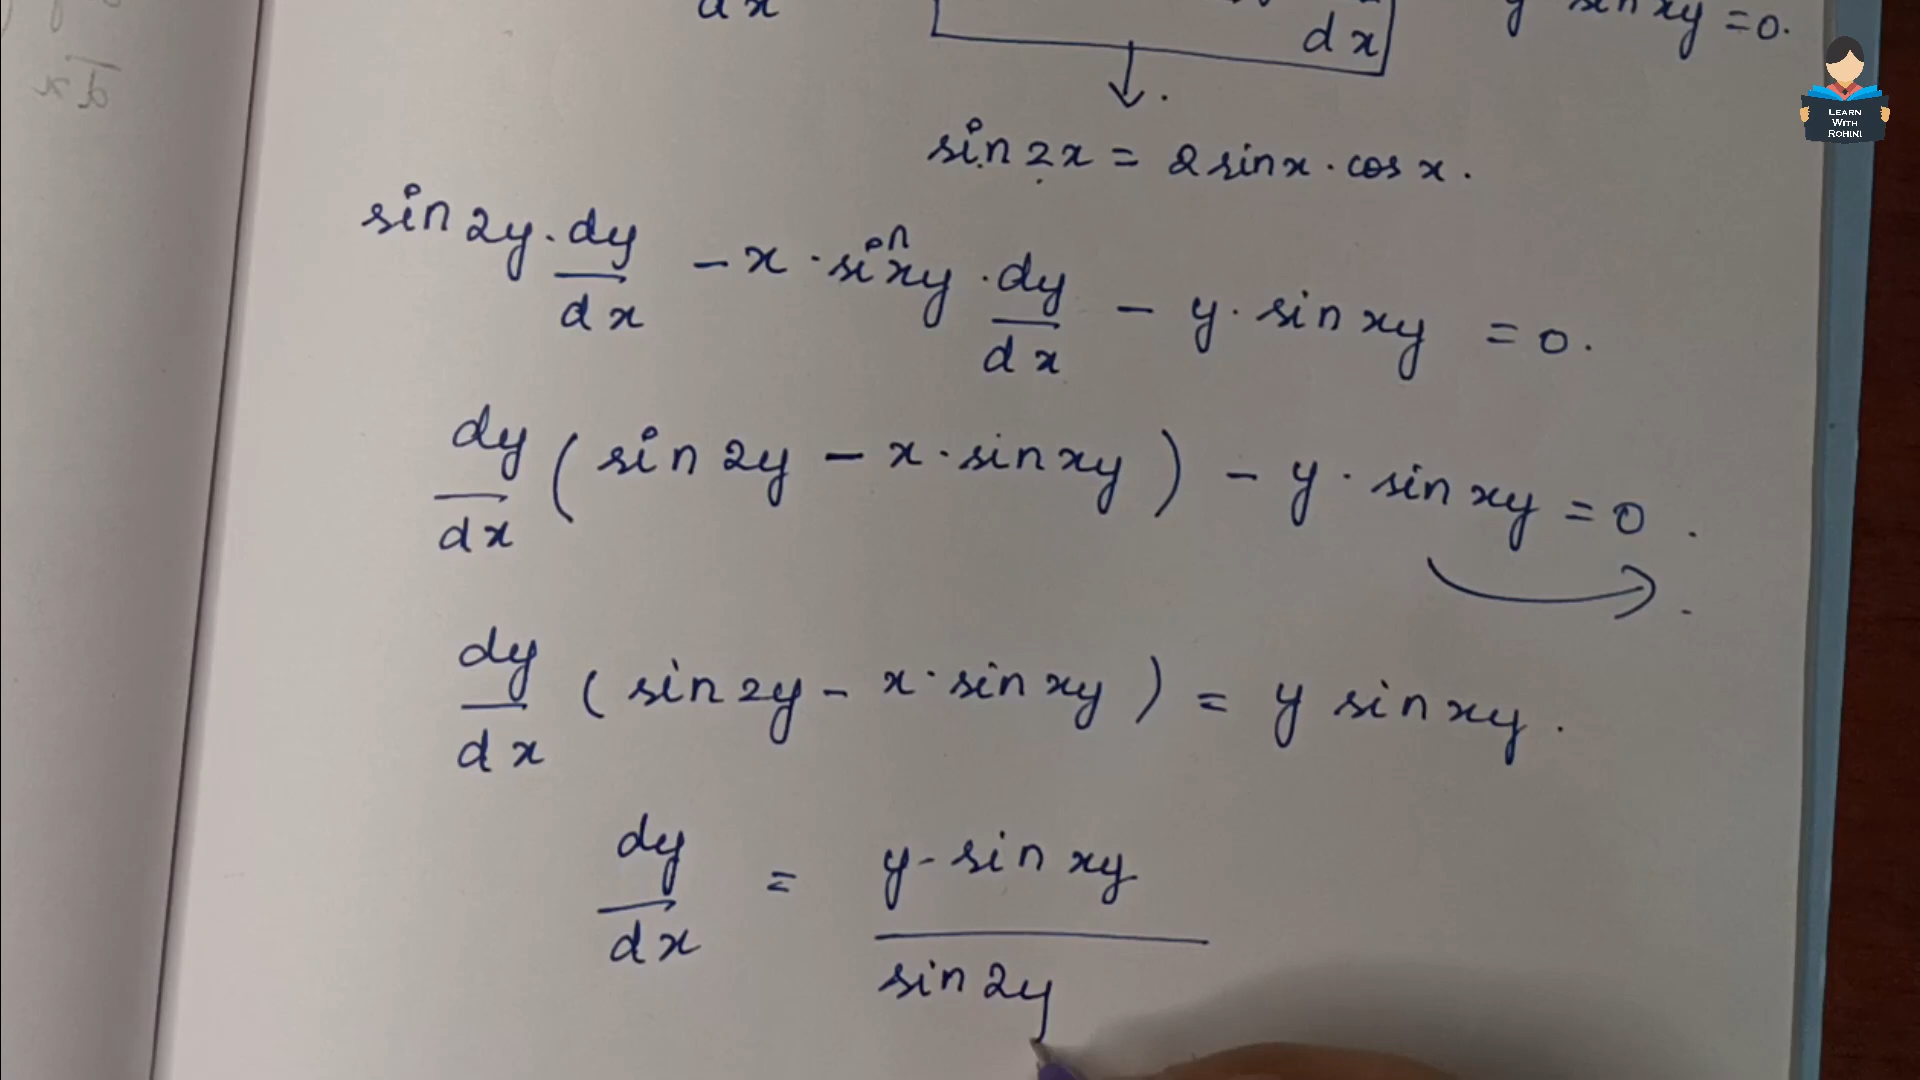 dx
dx
y sin xy = 0.
LEARN
WITH
ROHINI
sin 2x = 2 sin x . cos x .
sin 2y . dy/dx - x . sin xy . dy/dx - y . sin xy = 0 .
dy/dx ( sin 2y - x . sin xy ) - y . sin xy = 0 .
dy/dx ( sin 2y - x . sin xy ) = y sin xy .
dy/dx = y - sin xy / sin 2y